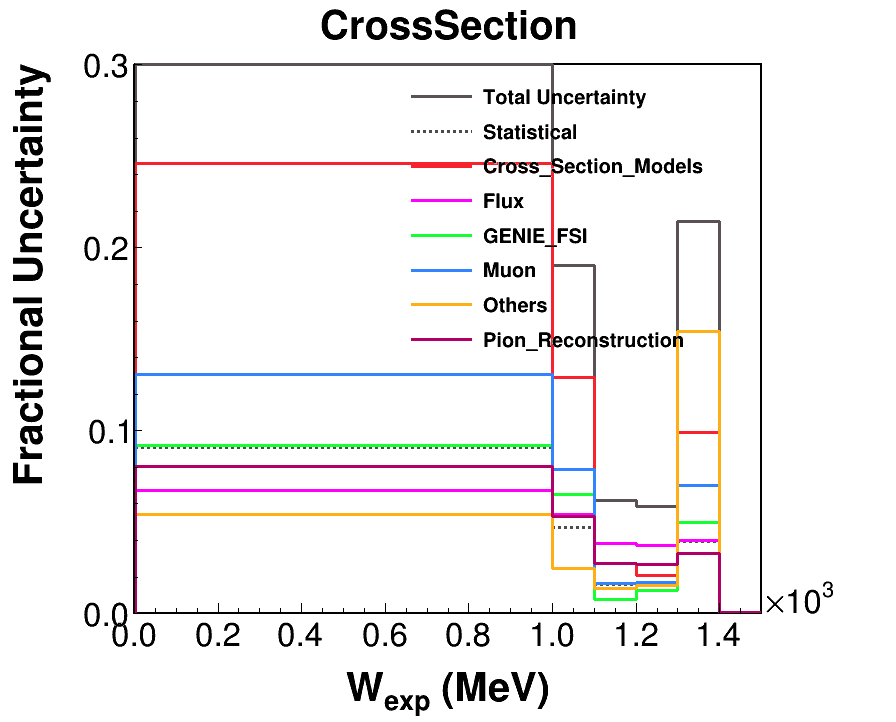 CrossSection
Fractional Uncertainty
0.3
0.2
0.1
0.0
Total Uncertainty
Statistical
Cross_Section_Models
Flux
GENIE_FSI
Muon
Others
Pion_Reconstruction
0.0 0.2 0.4 0.6 0.8 1.0 1.2 1.4
×10³
W_exp (MeV)